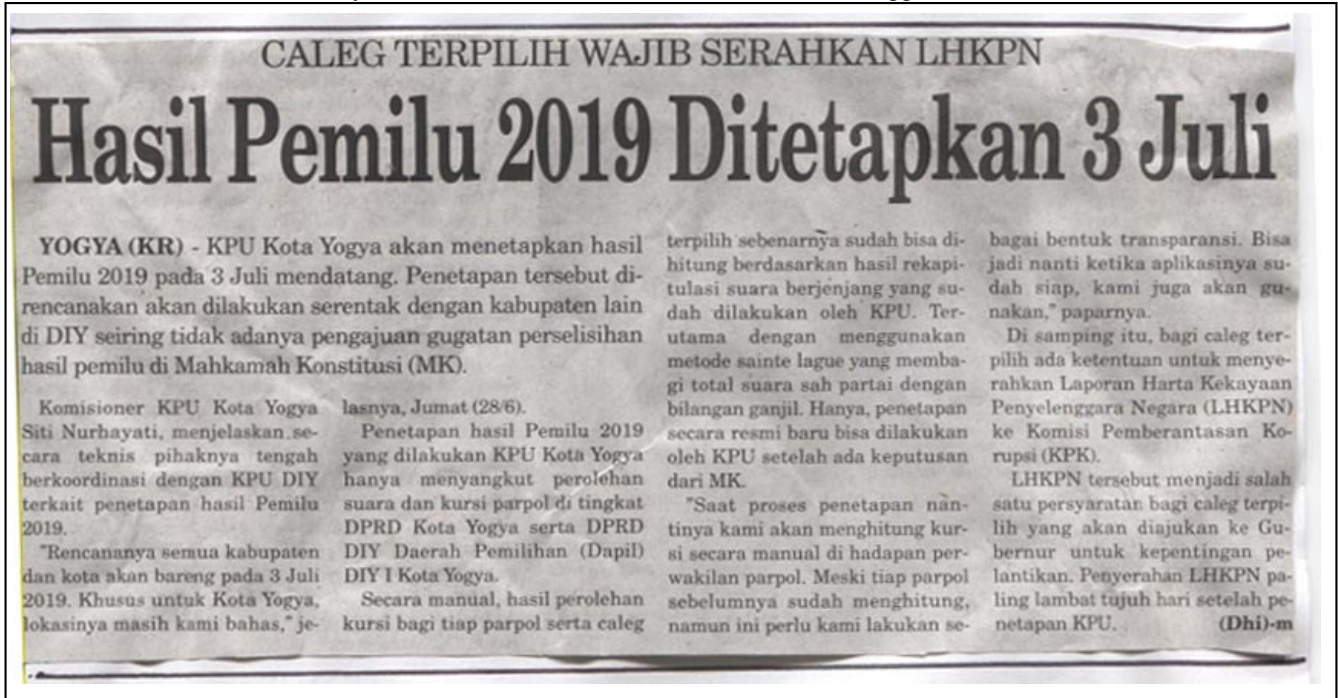 CALEG TERPILIH WAJIB SERAHKAN LHKPN
Hasil Pemilu 2019 Ditetapkan 3 Juli
YOGYA (KR) - KPU Kota Yogya akan menetapkan hasil
Pemilu 2019 pada 3 Juli mendatang. Penetapan tersebut di-
rencanakan akan dilakukan serentak dengan kabupaten lain
di DIY seiring tidak adanya pengajuan gugatan perselisihan
hasil pemilu di Mahkamah Konstitusi (MK).
Komisioner KPU Kota Yogya
Siti Nurhayati, menjelaskan se-
cara teknis pihaknya tengah
berkoordinasi dengan KPU DIY
terkait penetapan hasil Pemilu
2019.
"Rencananya semua kabupaten
dan kota akan bareng pada 3 Juli
2019. Khusus untuk Kota Yogya,
lokasinya masih kami bahas," je-
lasnya, Jumat (28/6).
Penetapan hasil Pemilu 2019
yang dilakukan KPU Kota Yogya
hanya menyangkut perolehan
suara dan kursi parpol di tingkat
DPRD Kota Yogya serta DPRD
DIY Daerah Pemilihan (Dapil)
DIY I Kota Yogya.
Secara manual, hasil perolehan
kursi bagi tiap parpol serta caleg
terpilih sebenarnya sudah bisa di-
hitung berdasarkan hasil rekapi-
tulasi suara berjenjang yang su-
dah dilakukan oleh KPU. Ter-
utama dengan menggunakan
metode sainte lague yang memba-
gi total suara sah partai dengan
bilangan ganjil. Hanya, penetapan
secara resmi baru bisa dilakukan
oleh KPU setelah ada keputusan
dari MK.
"Saat proses penetapan nan-
tinya kami akan menghitung kur-
si secara manual di hadapan per-
wakilan parpol. Meski tiap parpol
sebelumnya sudah menghitung,
namun ini perlu kami lakukan se-
bagai bentuk transparansi. Bisa
jadi nanti ketika aplikasinya su-
dah siap, kami juga akan gu-
nakan," paparnya.
Di samping itu, bagi caleg ter-
pilih ada ketentuan untuk menye-
rahkan Laporan Harta Kekayaan
Penyelenggara Negara (LHKPN)
ke Komisi Pemberantasan Ko-
rupsi (KPK).
LHKPN tersebut menjadi salah
satu persyaratan bagi caleg terpi-
lih yang akan diajukan ke Gu-
bernur untuk kepentingan pe-
lantikan. Penyerahan LHKPN pa-
ling lambat tujuh hari setelah pe-
netapan KPU. (Dhi)-m